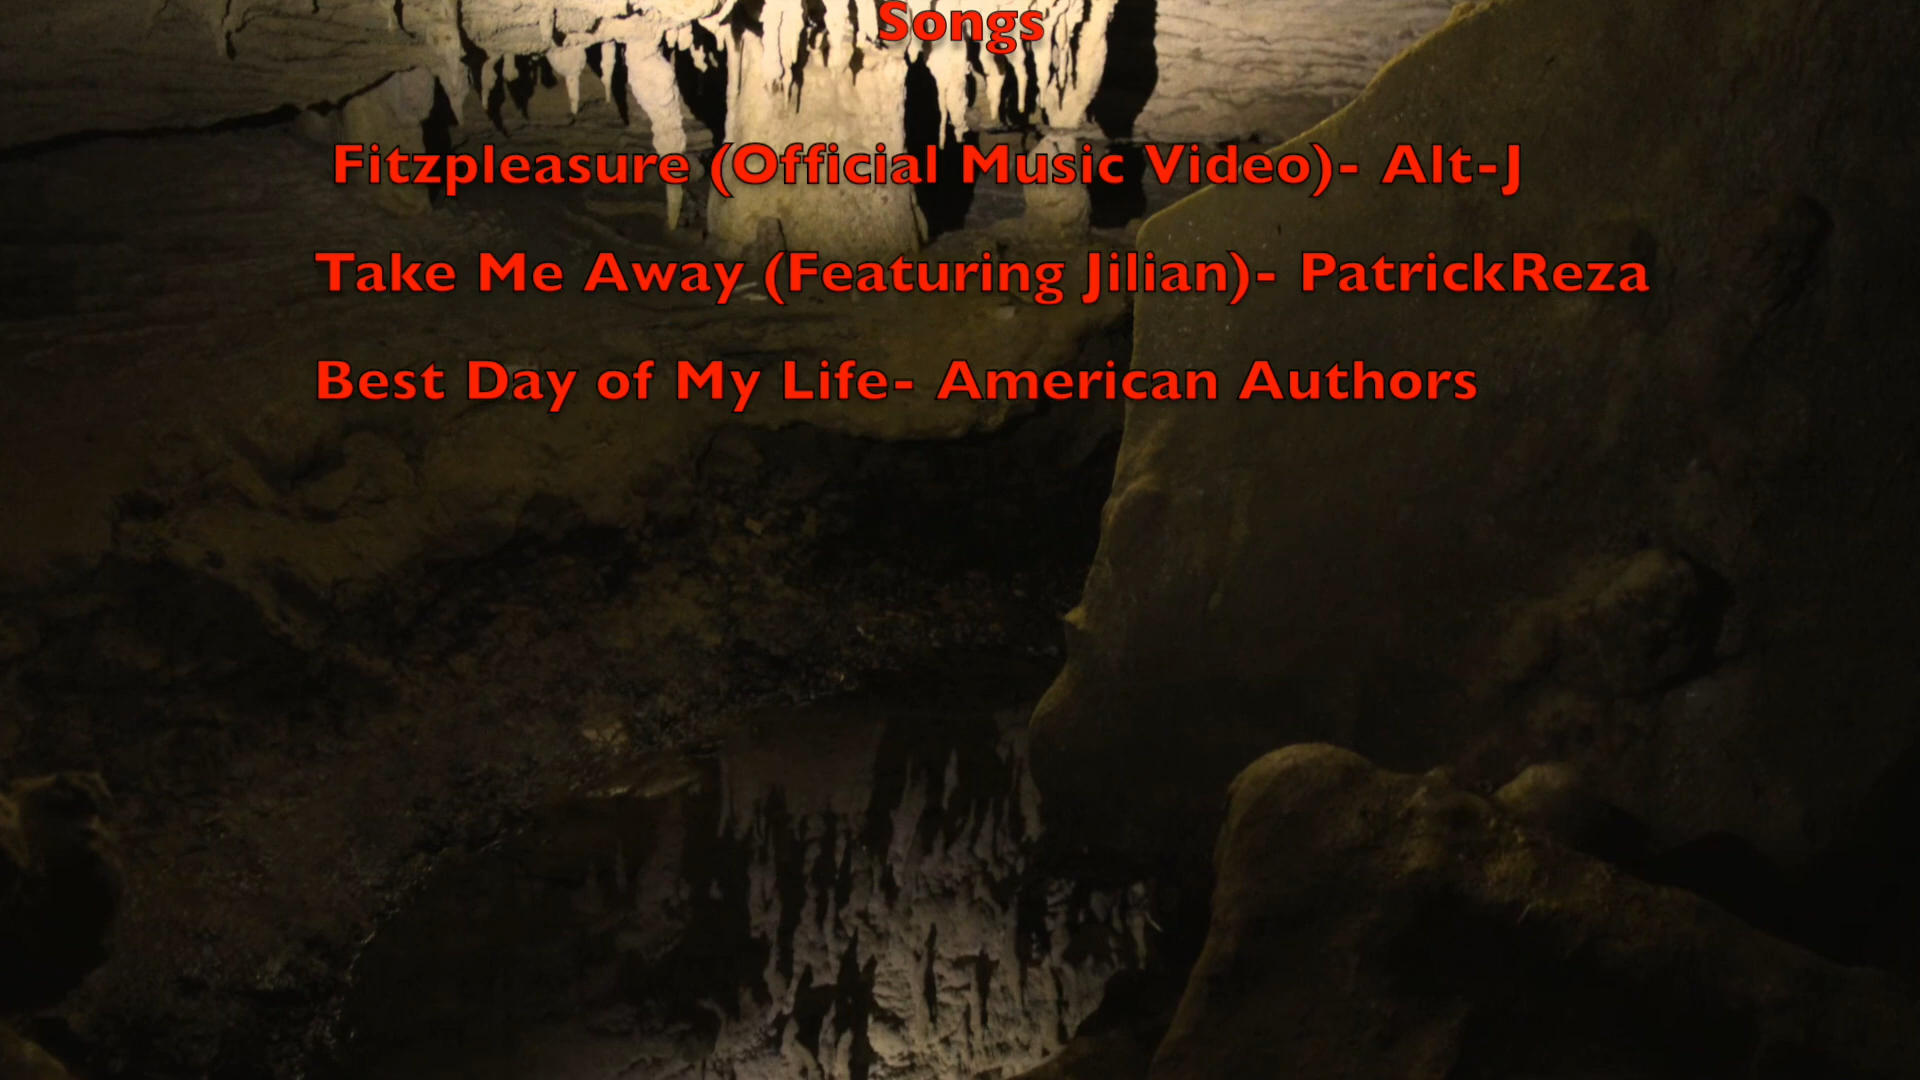 Songs
Fitzpleasure (Official Music Video)- Alt-J
Take Me Away (Featuring Jilian)- PatrickReza
Best Day of My Life- American Authors